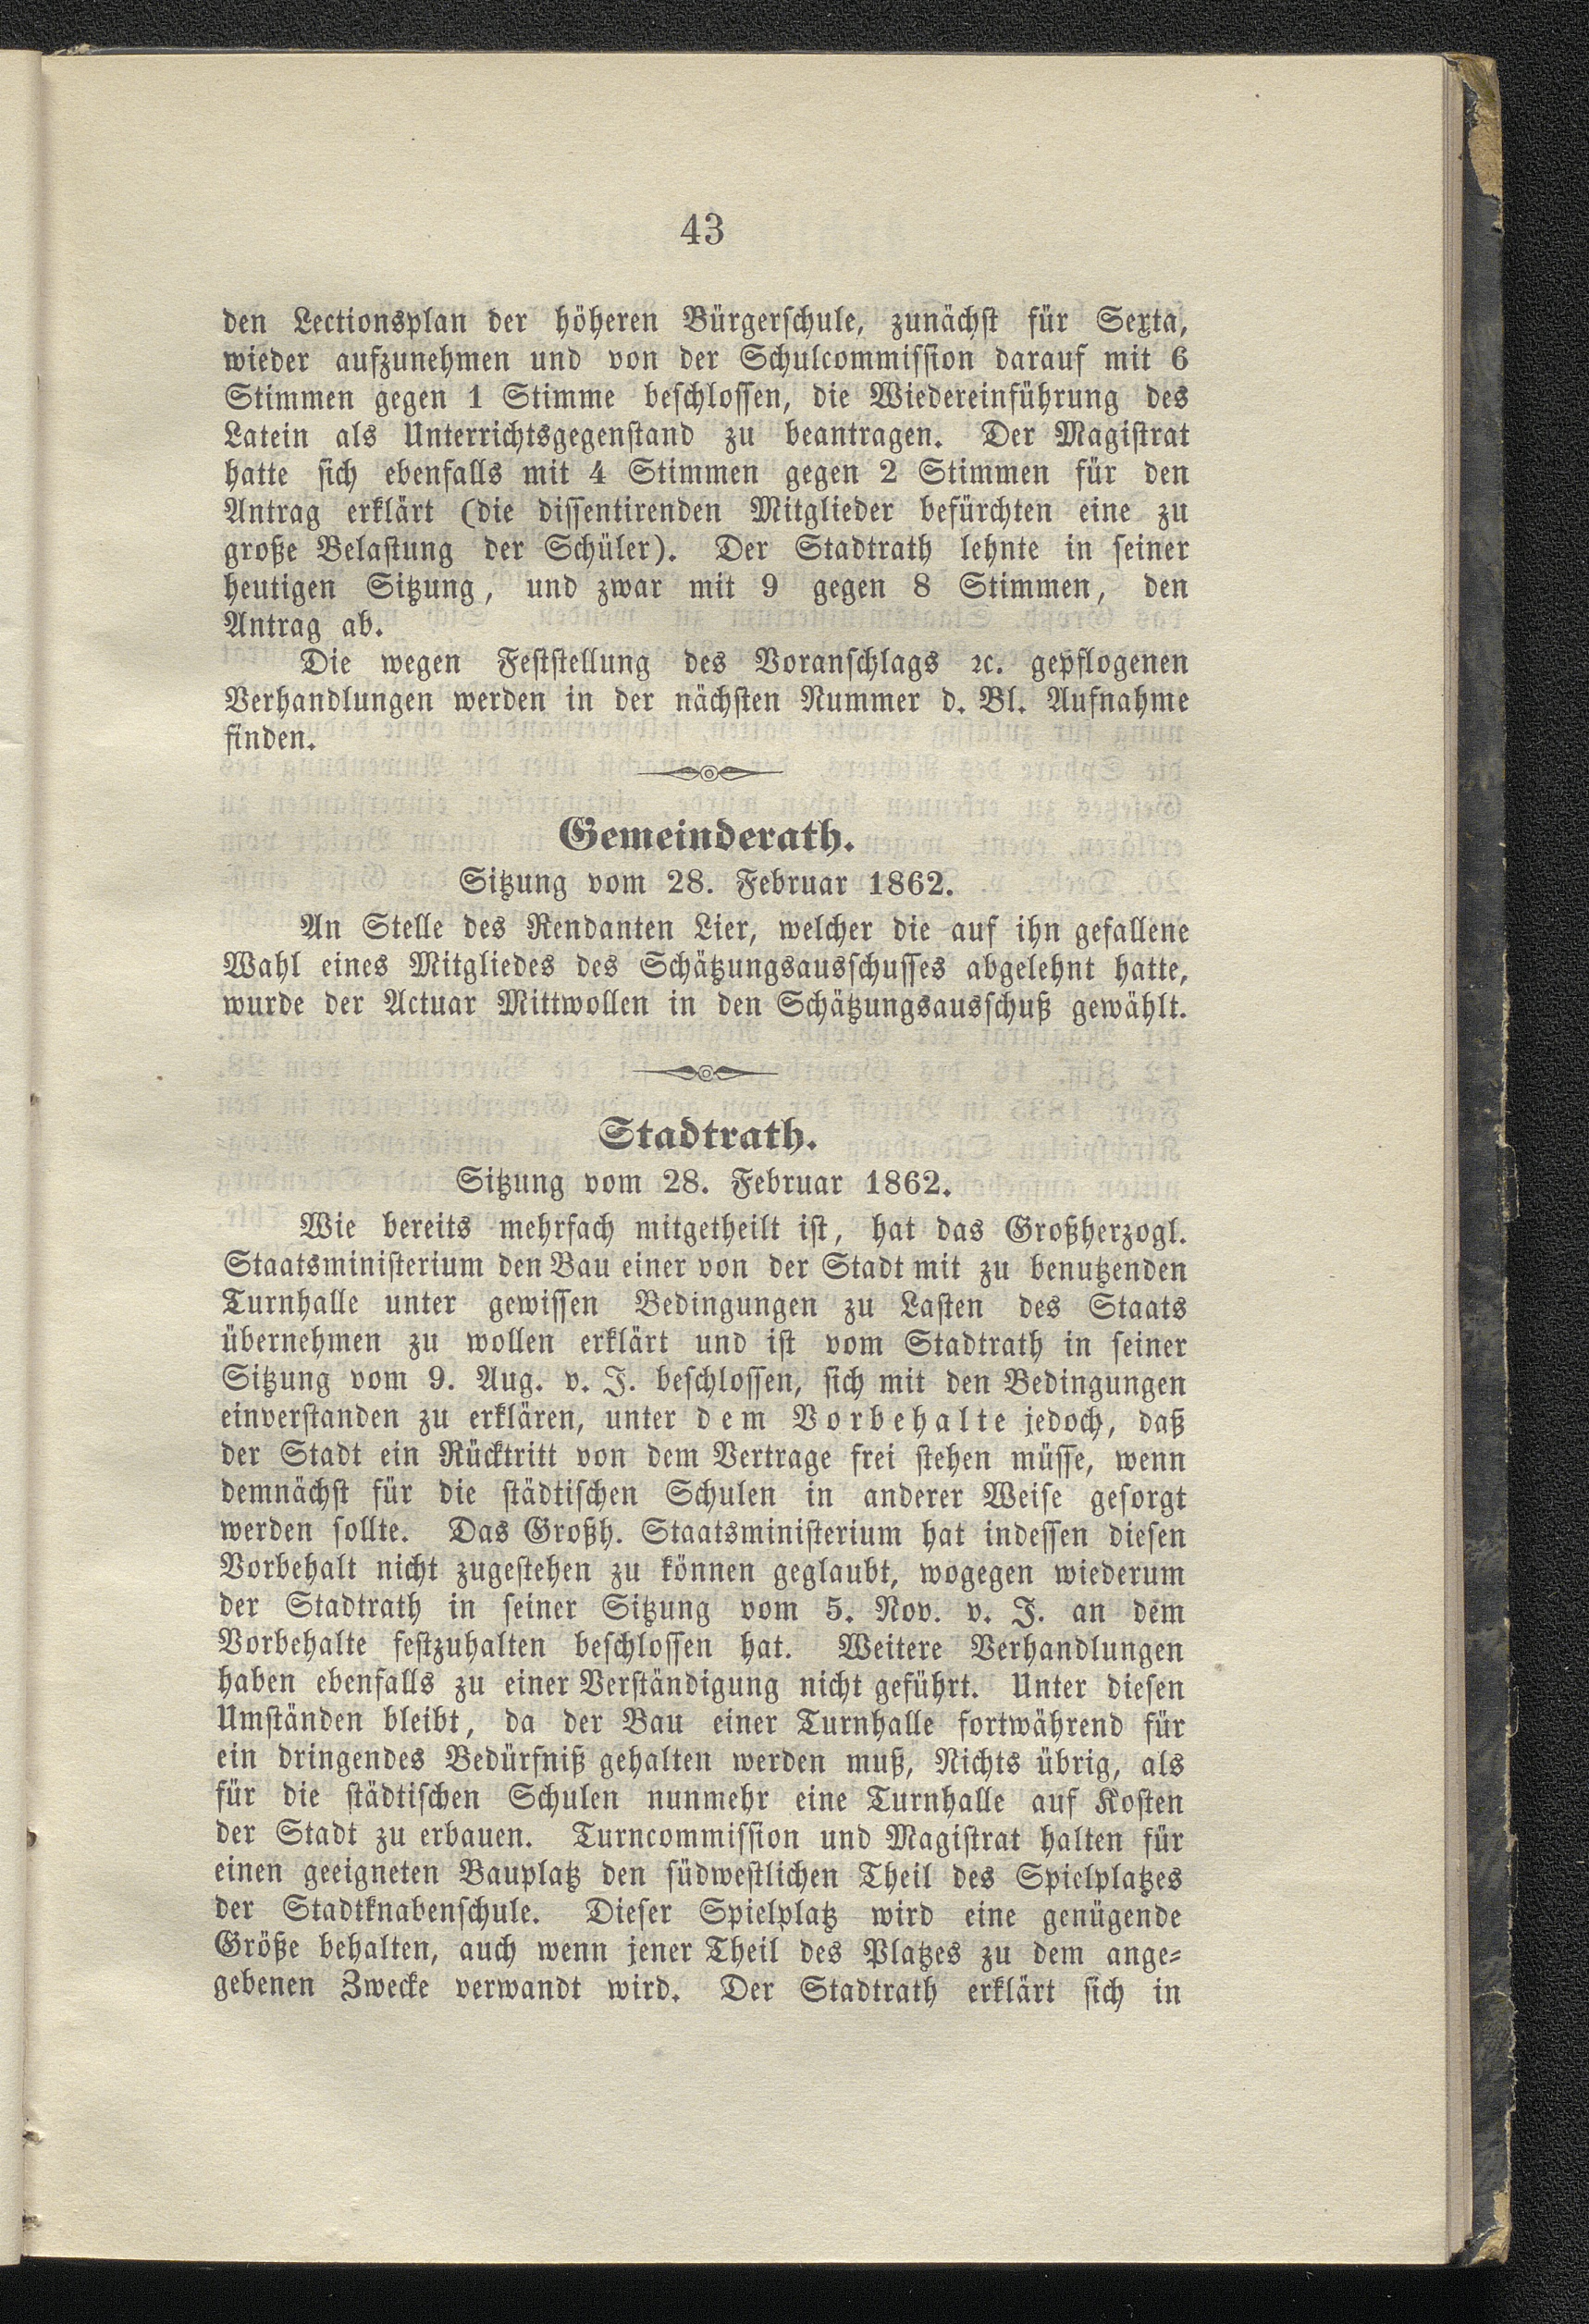 43
den Lectionsplan der höheren Bürgerschule, zunächst für Sexta,
wieder aufzunehmen und von der Schulcommission darauf mit 6
Stimmen gegen 1 Stimme beschlossen, die Wiedereinführung des
Latein als Unterrichtsgegenstand zu beantragen. Der Magistrat
hatte sich ebenfalls mit 4 Stimmen gegen 2 Stimmen für den
Antrag erklärt (die dissentirenden Mitglieder befürchten eine zu
große Belastung der Schüler). Der Stadtrath lehnte in seiner
heutigen Sitzung, und zwar mit 9 gegen 8 Stimmen, den
Antrag ab.
Die wegen Feststellung des Voranschlags ꝛc. gepflogenen
Verhandlungen werden in der nächsten Nummer d. Bl. Aufnahme
finden.
Gemeinderath.
Sitzung vom 28. Februar 1862.
An Stelle des Rendanten Lier, welcher die auf ihn gefallene
Wahl eines Mitgliedes des Schätzungsausschusses abgelehnt hatte,
wurde der Actuar Mittwollen in den Schätzungsausschuß gewählt.
Stadtrath.
Sitzung vom 28. Februar 1862.
Wie bereits mehrfach mitgetheilt ist, hat das Großherzogl.
Staatsministerium den Bau einer von der Stadt mit zu benutzenden
Turnhalle unter gewissen Bedingungen zu Lasten des Staats
übernehmen zu wollen erklärt und ist vom Stadtrath in seiner
Sitzung vom 9. Aug. v. J. beschlossen, sich mit den Bedingungen
einverstanden zu erklären, unter dem Vorbehalte jedoch, daß
der Stadt ein Rücktritt von dem Vertrage frei stehen müsse, wenn
demnächst für die städtischen Schulen in anderer Weise gesorgt
werden sollte. Das Großh. Staatsministerium hat indessen diesen
Vorbehalt nicht zugestehen zu können geglaubt, wogegen wiederum
der Stadtrath in seiner Sitzung vom 5. Nov. v. J. an dem
Vorbehalte festzuhalten beschlossen hat. Weitere Verhandlungen
haben ebenfalls zu einer Verständigung nicht geführt. Unter diesen
Umständen bleibt, da der Bau einer Turnhalle fortwährend für
ein dringendes Bedürfniß gehalten werden muß, Nichts übrig, als
für die städtischen Schulen nunmehr eine Turnhalle auf Kosten
der Stadt zu erbauen. Turncommission und Magistrat halten für
einen geeigneten Bauplatz den südwestlichen Theil des Spielplatzes
der Stadtknabenschule. Dieser Spielplatz wird eine genügende
Größe behalten, auch wenn jener Theil des Platzes zu dem ange-
gebenen Zwecke verwandt wird. Der Stadtrath erklärt sich in